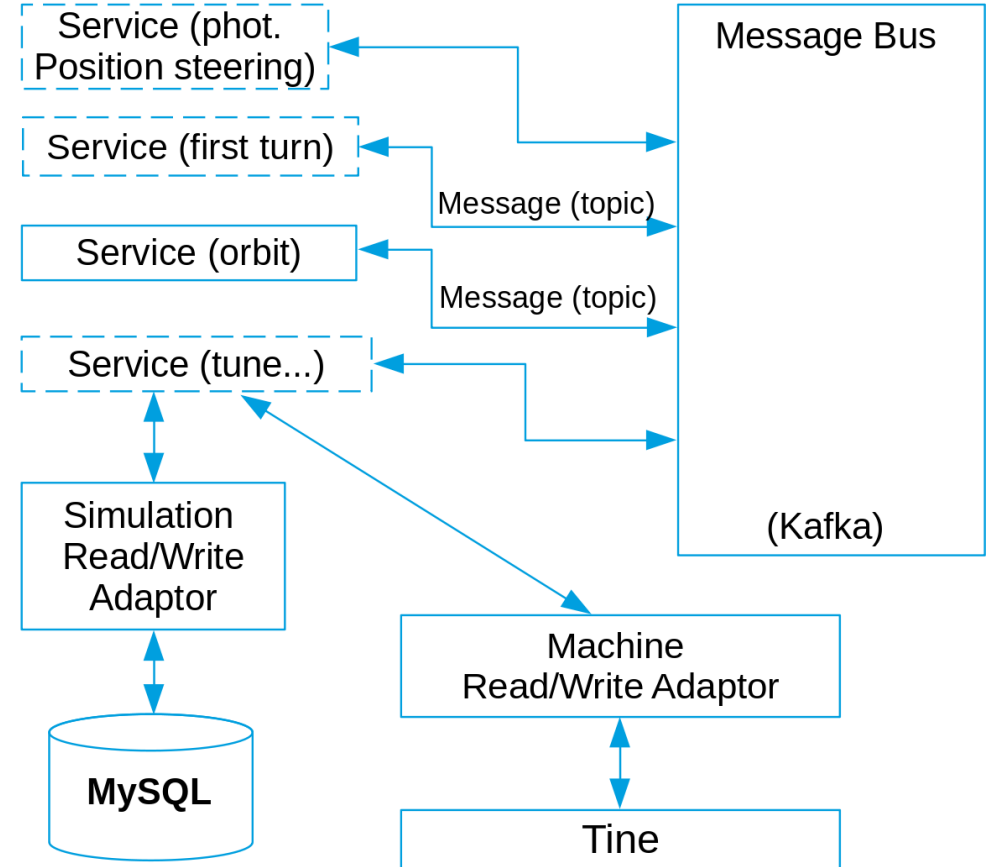 Service (phot.
Position steering)
Message Bus
Service (first turn)
Message (topic)
Service (orbit)
Message (topic)
Service (tune...)
Simulation
Read/Write
Adaptor
(Kafka)
Machine
Read/Write Adaptor
MySQL
Tine